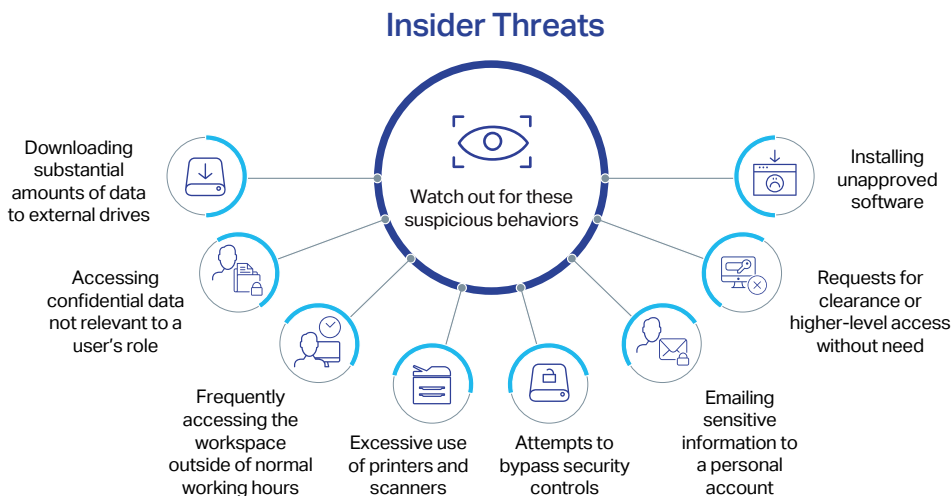 Insider Threats
Watch out for these
suspicious behaviors
Downloading
substantial
amounts of data
to external drives
Accessing
confidential data
not relevant to a
user's role
Frequently
accessing the
workspace
outside of normal
working hours
Excessive use
of printers and
scanners
Attempts to
bypass security
controls
Emailing
sensitive
information to
a personal
account
Requests for
clearance or
higher-level access
without need
Installing
unapproved
software